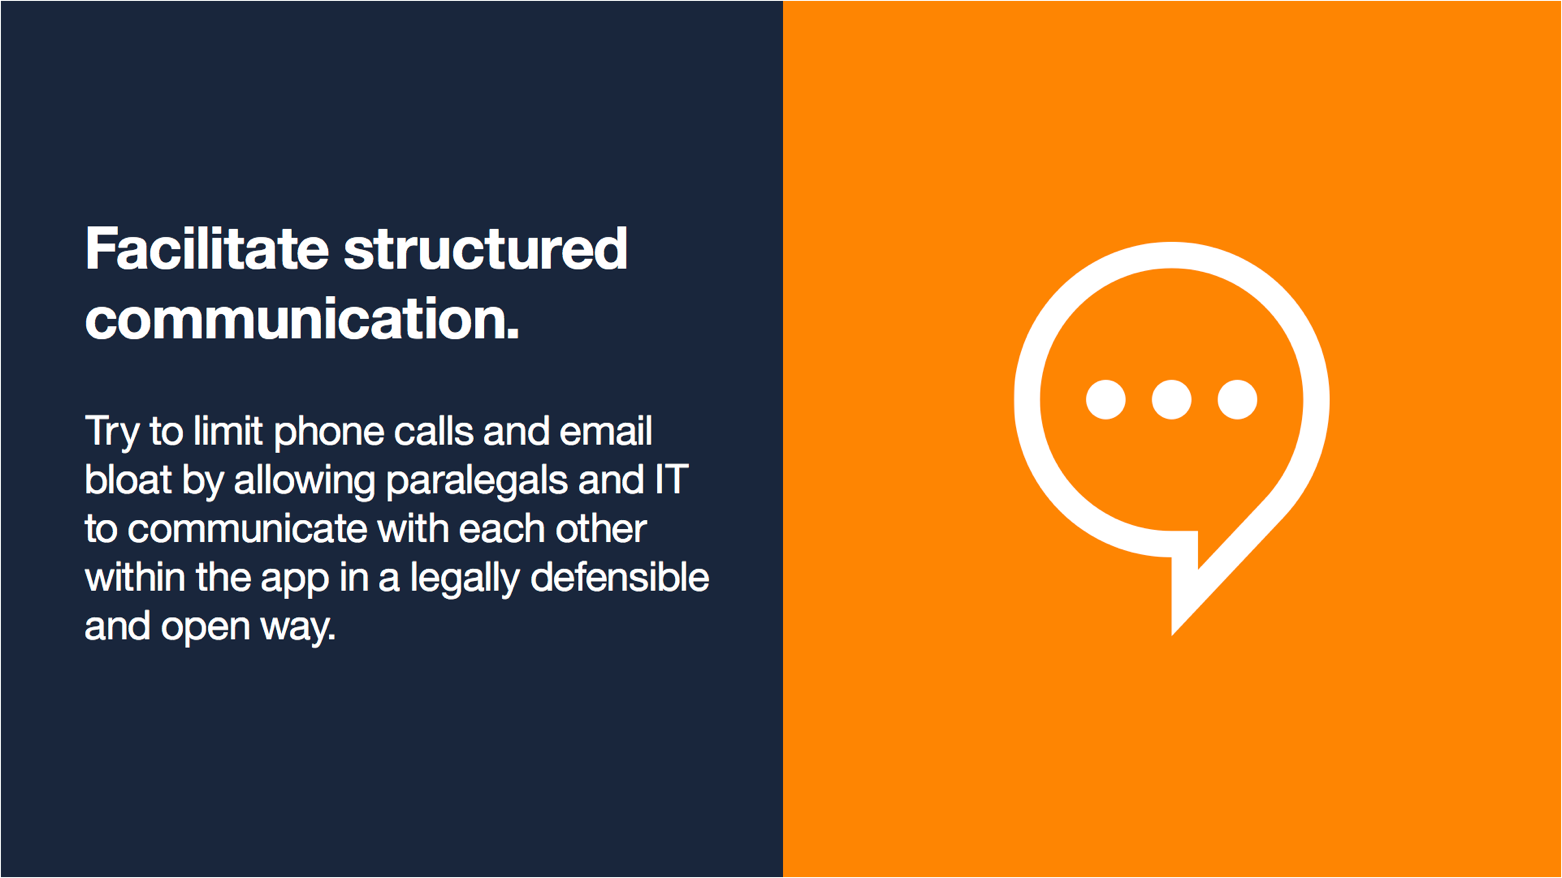 Facilitate structured
communication.
Try to limit phone calls and email
bloat by allowing paralegals and IT
to communicate with each other
within the app in a legally defensible
and open way.